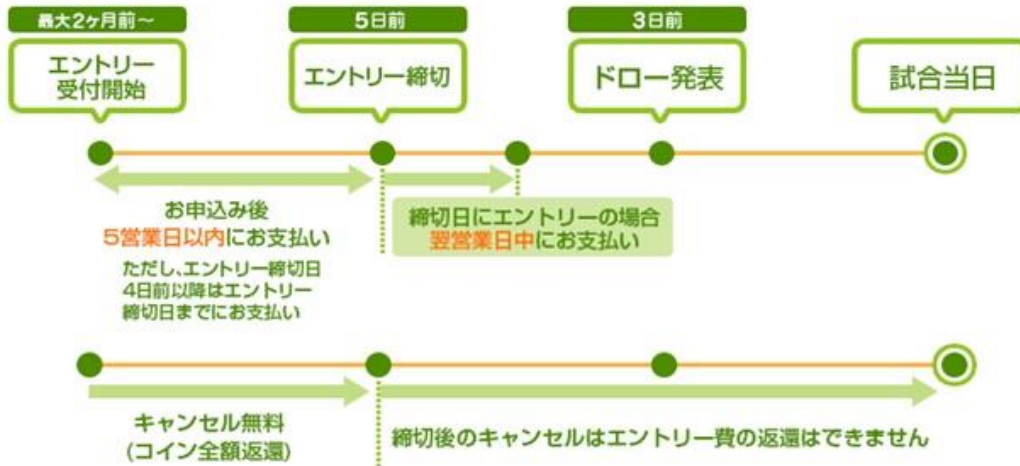 最大2ヶ月前～
5日前
3日前
エントリー
受付開始
エントリー締切
ドロー発表
試合当日
お申込み後
5営業日以内にお支払い
ただし、エントリー締切日
4日前以降はエントリー
締切日までにお支払い
締切日にエントリーの場合
翌営業日中にお支払い
キャンセル無料
(コイン全額返還)
締切後のキャンセルはエントリー費の返還はできません